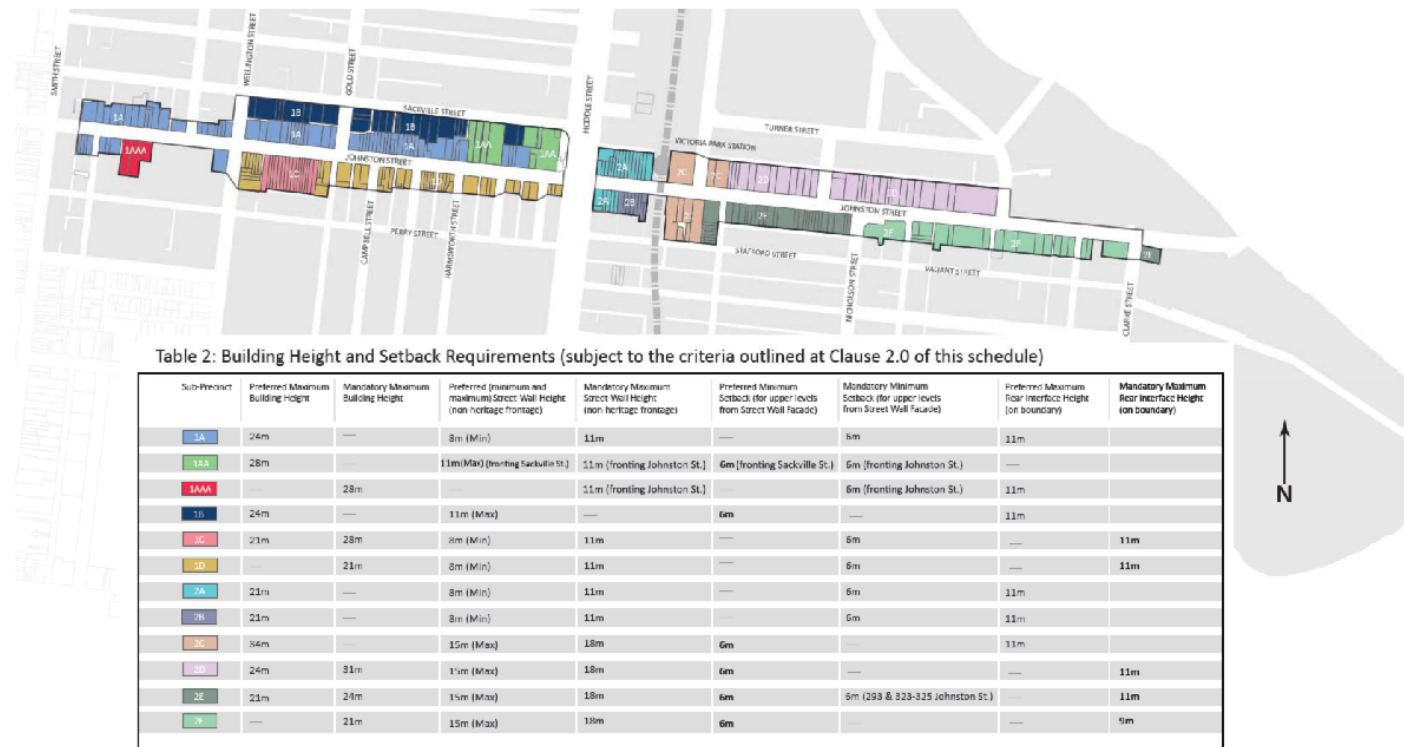 SMITH STREET
WELLINGTON STREET
GOLD STREET
SACKVILLE STREET
HODDLE STREET
TURNER STREET
VICTORIA PARK STATION
JOHNSTON STREET
JOHNSTON STREET
CAMPBELL STREET
HARMSWORTH STREET
PERRY STREET
STAFFORD STREET
NICHOLSON STREET
VALIANT STREET
CLARKE STREET
1A
1AAA
1B
1A
1B
1A
1AA
1AA
1C
2A
2A
2B
2C
2C
2D
2D
2E
2F
2F
N
Table 2: Building Height and Setback Requirements (subject to the criteria outlined at Clause 2.0 of this schedule)
Sub-Precinct Preferred Maximum Building Height Mandatory Maximum Building Height Preferred (minimum and maximum) Street Wall Height (non-heritage frontage) Mandatory Maximum Street Wall Height (non-heritage frontage) Preferred Minimum Setback (for upper levels from Street Wall Facade) Mandatory Minimum Setback (for upper levels from Street Wall Facade) Preferred Maximum Rear Interface Height (on boundary) Mandatory Maximum Rear Interface Height (on boundary)
1A 24m — 8m (Min) 11m — 6m 11m
1AA 28m — 11m(Max) (fronting Sackville St.) 11m (fronting Johnston St.) 6m (fronting Sackville St.) 6m (fronting Johnston St.) —
1AAA — 28m — 11m (fronting Johnston St.) — 6m (fronting Johnston St.) 11m
1B 24m — 11m (Max) — 6m — 11m
1C 21m 28m 8m (Min) 11m — 6m — 11m
1D — 21m 8m (Min) 11m — 6m — 11m
2A 21m — 8m (Min) 11m — 6m 11m
2B 21m — 8m (Min) 11m — 6m 11m
2C 34m — 15m (Max) 18m 6m — 11m
2D 24m 31m 15m (Max) 18m 6m — — 11m
2E 21m 24m 15m (Max) 18m 6m 6m (293 & 323-325 Johnston St.) — 11m
2F — 21m 15m (Max) 18m 6m — — 9m